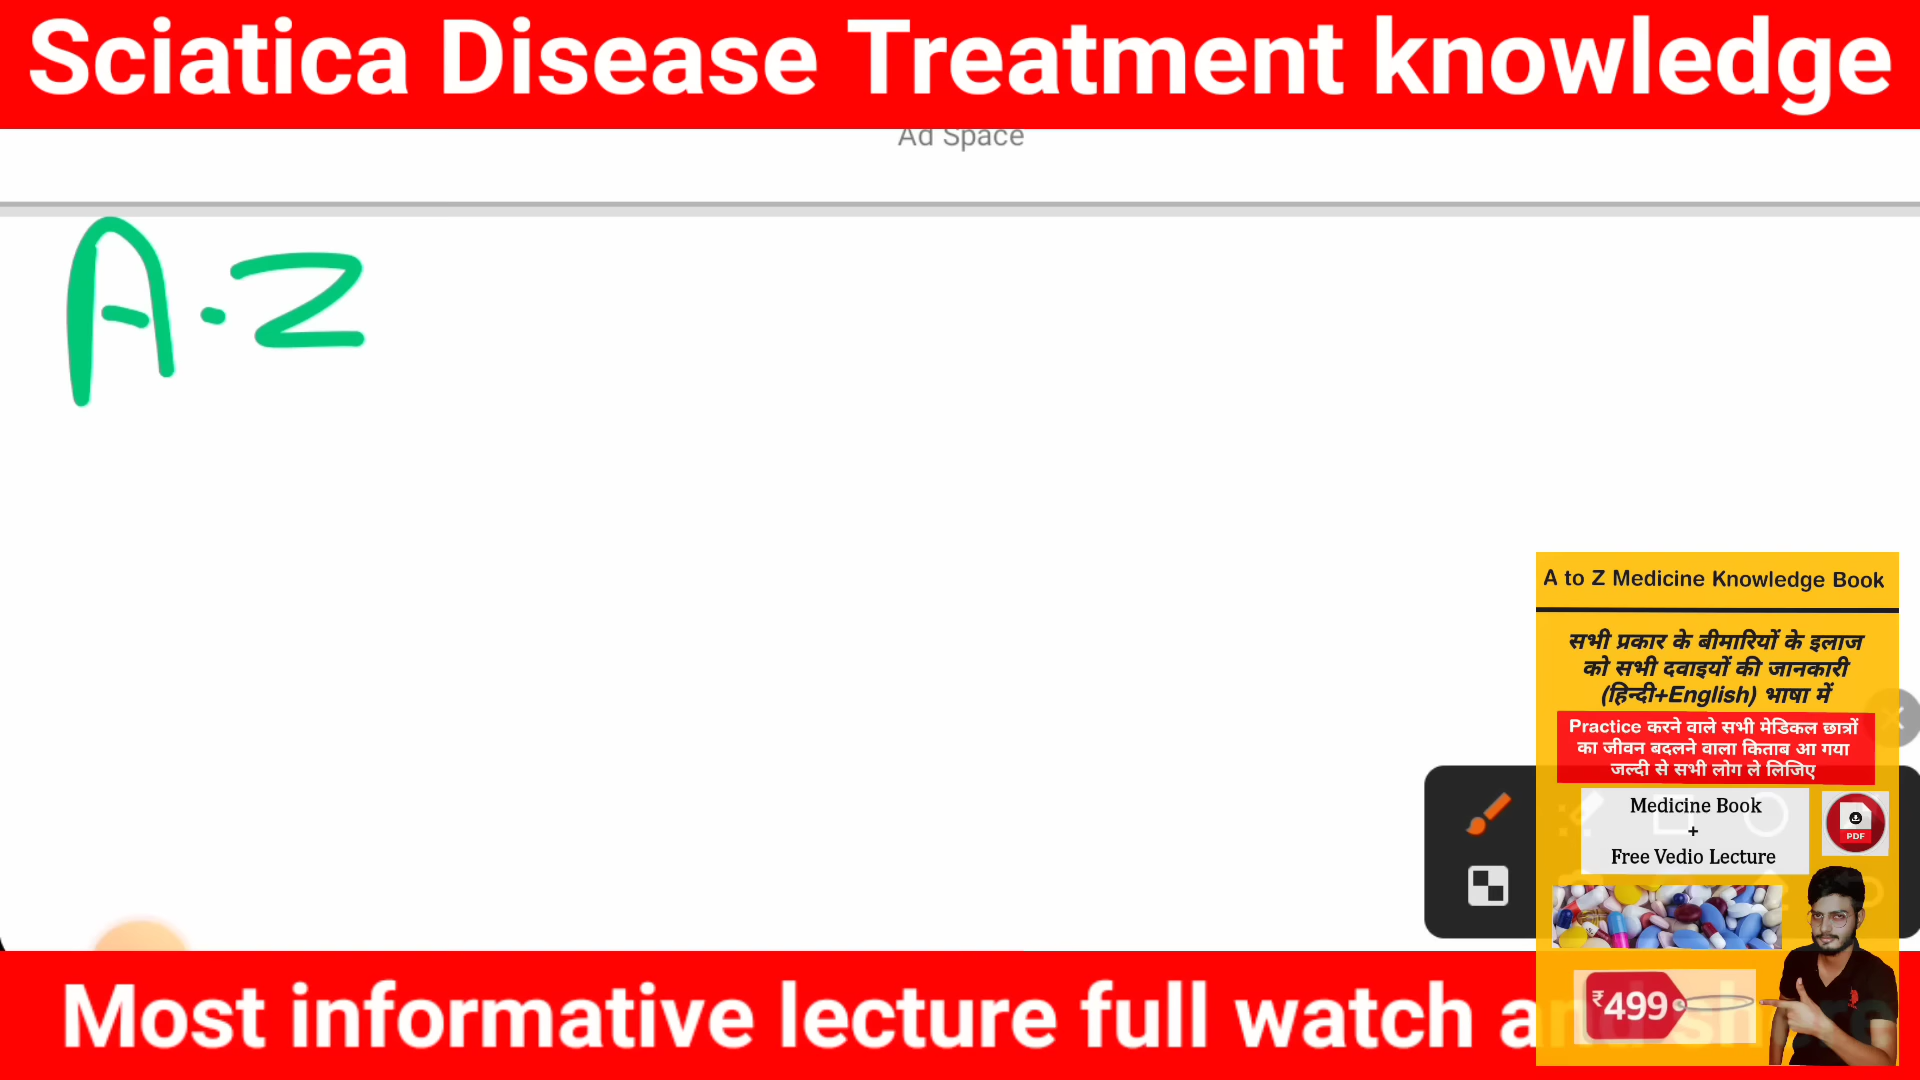 Sciatica Disease Treatment knowledge
Ad Space
A-Z
A to Z Medicine Knowledge Book
सभी प्रकार के बीमारियों के इलाज
को सभी दवाइयों की जानकारी
(हिन्दी+English) भाषा में
Practice करने वाले सभी मेडिकल छात्रों
का जीवन बदलने वाला किताब आ गया
जल्दी से सभी लोग ले लिजिए
Medicine Book
+
Free Vedio Lecture
PDF
₹499
Most informative lecture full watch and